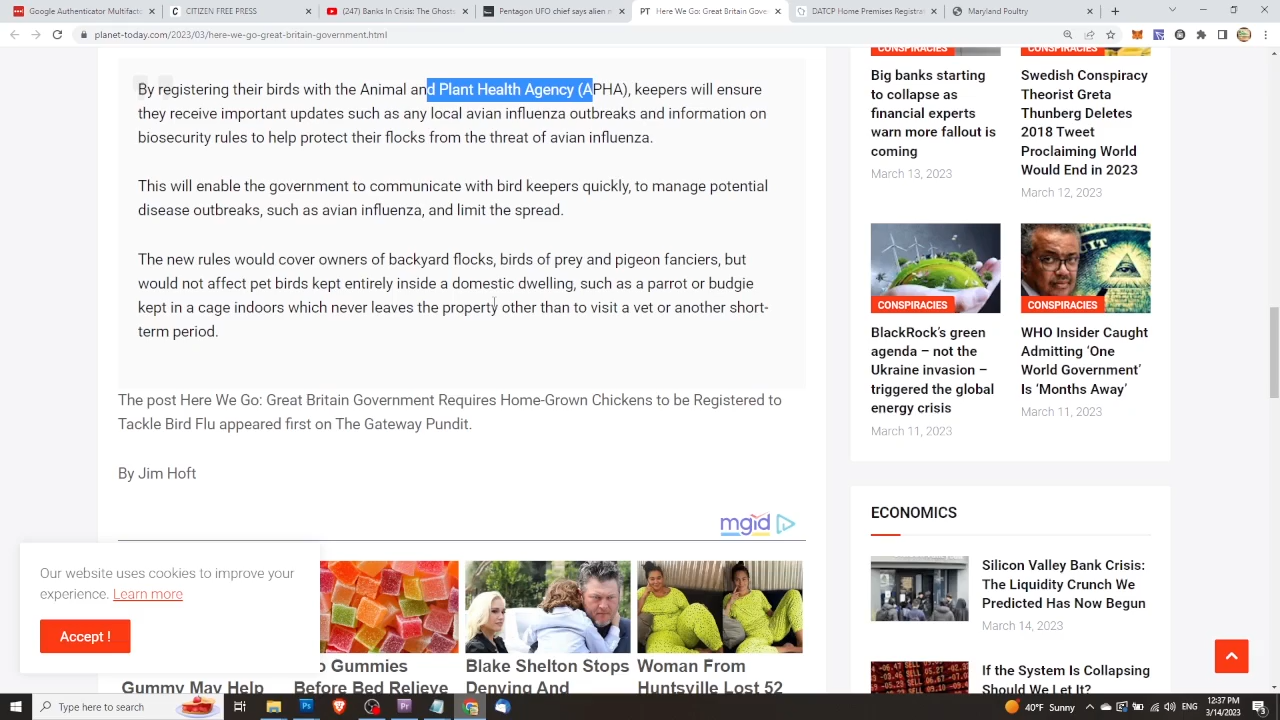 Google Authenticator Multifactor
CITIZEN FREE PRESS
(247) Banks In Crisis: The Ghost
Pentagon UFO chief says alien m
PT Here We Go: Great Britain Gover
DATCP Home Premises Registratio
Maryland Poultry
planet-today.com/2023/03/here-we-go-great-britain-government.html
By registering their birds with the Animal and Plant Health Agency (APHA), keepers will ensure
they receive important updates such as any local avian influenza outbreaks and information on
biosecurity rules to help protect their flocks from the threat of avian influenza.
This will enable the government to communicate with bird keepers quickly, to manage potential
disease outbreaks, such as avian influenza, and limit the spread.
The new rules would cover owners of backyard flocks, birds of prey and pigeon fanciers, but
would not affect pet birds kept entirely inside a domestic dwelling, such as a parrot or budgie
kept in a cage indoors which never leaves the property other than to visit a vet or another short-
term period.
The post Here We Go: Great Britain Government Requires Home-Grown Chickens to be Registered to
Tackle Bird Flu appeared first on The Gateway Pundit.
By Jim Hoft
mgid
Our website uses cookies to improve your
experience. Learn more
Accept !
Gummies
Before Bed Relieve
Blake Shelton Stops
Denying And
Woman From
Huntsville Lost 52
CONSPIRACIES
Big banks starting
to collapse as
financial experts
warn more fallout is
coming
March 13, 2023
CONSPIRACIES
Swedish Conspiracy
Theorist Greta
Thunberg Deletes
2018 Tweet
Proclaiming World
Would End in 2023
March 12, 2023
CONSPIRACIES
BlackRock's green
agenda – not the
Ukraine invasion –
triggered the global
energy crisis
March 11, 2023
CONSPIRACIES
WHO Insider Caught
Admitting ‘One
World Government’
Is ‘Months Away’
March 11, 2023
ECONOMICS
Silicon Valley Bank Crisis:
The Liquidity Crunch We
Predicted Has Now Begun
March 14, 2023
If the System Is Collapsing
Should We Let It?
Type here to search
40°F Sunny
12:37 PM
3/14/2023